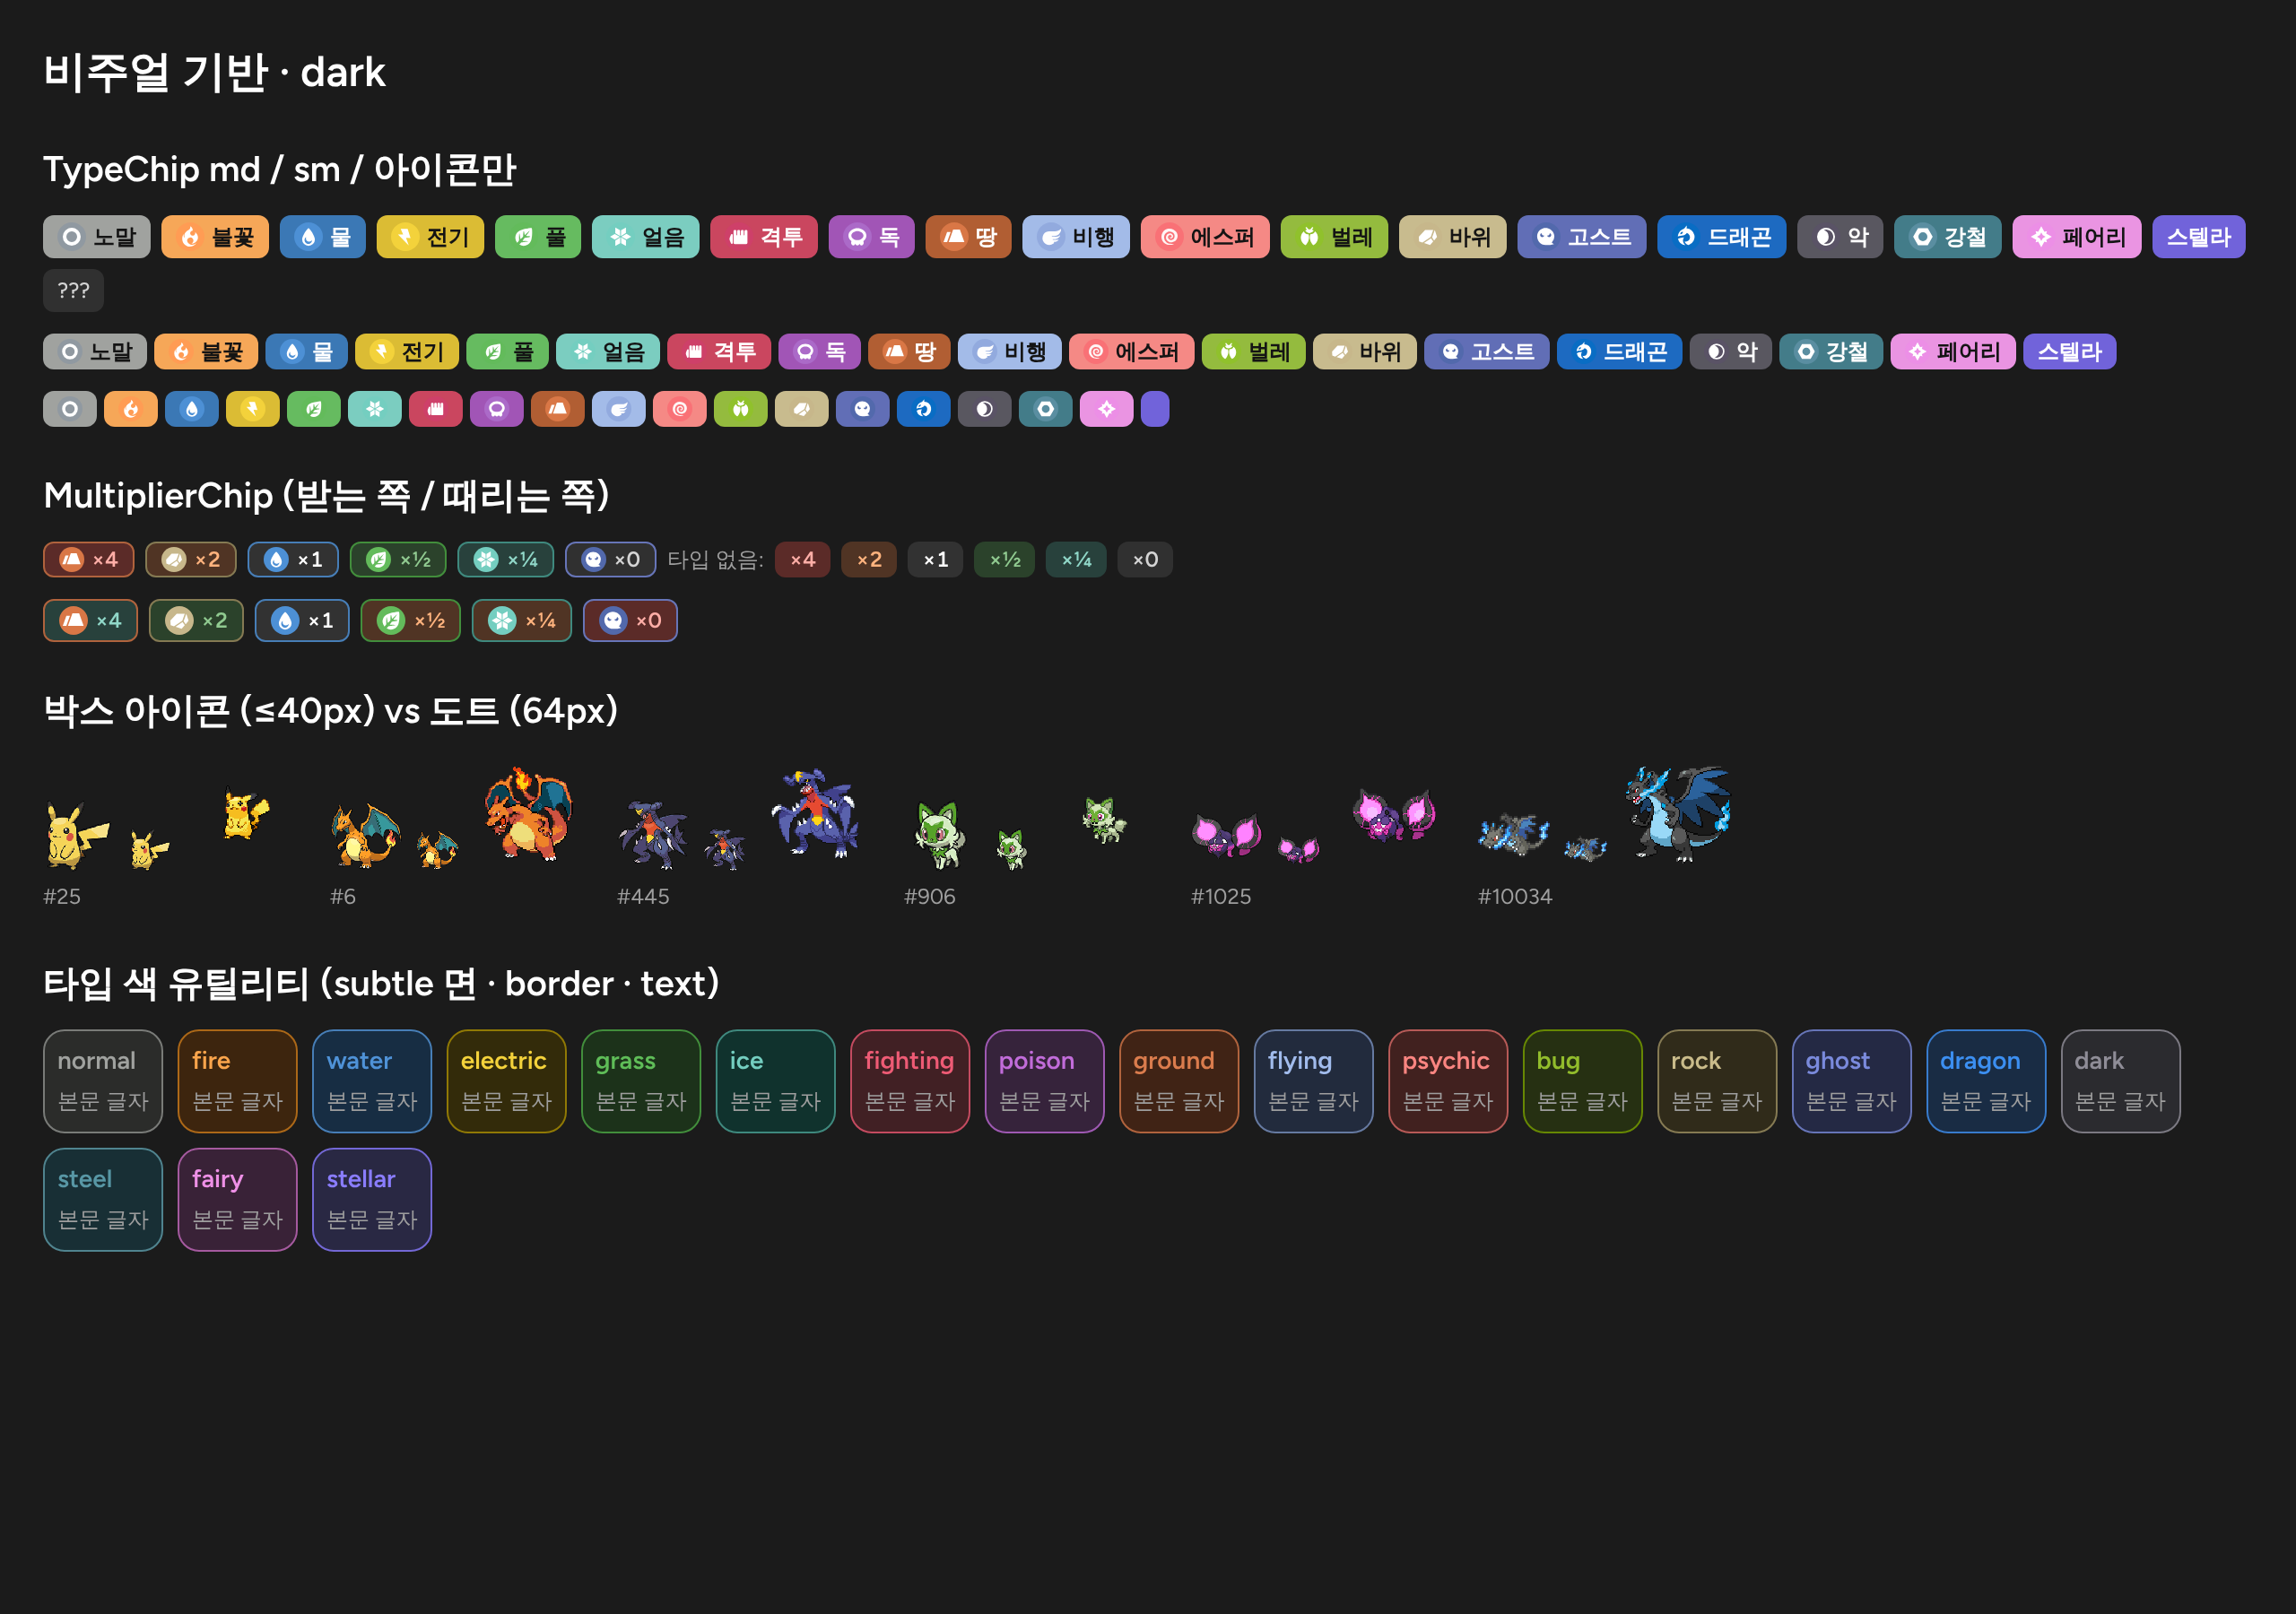 비주얼 기반 · dark
TypeChip md / sm / 아이콘만
노말 불꽃 물 전기 풀 얼음 격투 독 땅 비행 에스퍼 벌레 바위 고스트 드래곤 악 강철 페어리 스텔라
???
노말 불꽃 물 전기 풀 얼음 격투 독 땅 비행 에스퍼 벌레 바위 고스트 드래곤 악 강철 페어리 스텔라
MultiplierChip (받는 쪽 / 때리는 쪽)
×4 ×2 ×1 ×½ ×¼ ×0 타입 없음: ×4 ×2 ×1 ×½ ×¼ ×0
×4 ×2 ×1 ×½ ×¼ ×0
박스 아이콘 (≤40px) vs 도트 (64px)
#25 #6 #445 #906 #1025 #10034
타입 색 유틸리티 (subtle 면 · border · text)
normal fire water electric grass ice fighting poison ground flying psychic bug rock ghost dragon dark
본문 글자 본문 글자 본문 글자 본문 글자 본문 글자 본문 글자 본문 글자 본문 글자 본문 글자 본문 글자 본문 글자 본문 글자 본문 글자 본문 글자 본문 글자 본문 글자
steel fairy stellar
본문 글자 본문 글자 본문 글자